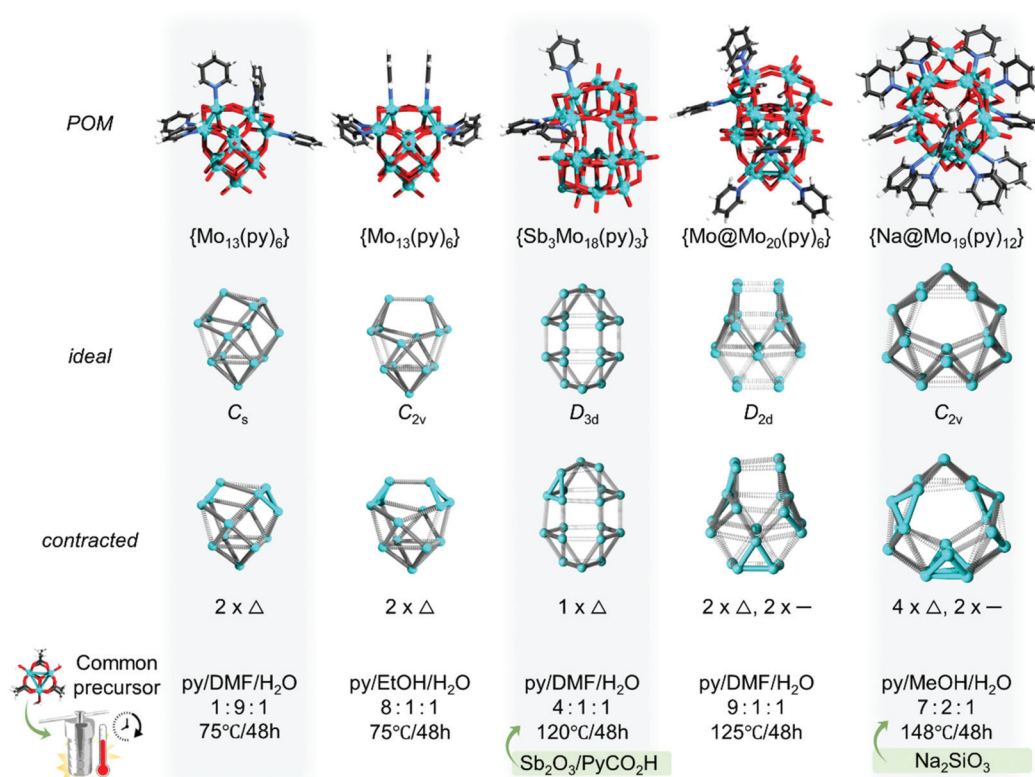 POM
{Mo₁₃(py)₆} {Mo₁₃(py)₆} {Sb₃Mo₁₈(py)₃} {Mo@Mo₂₀(py)₆} {Na@Mo₁₉(py)₁₂}
ideal
Cₛ C₂ᵥ D₃d D₂d C₂ᵥ
contracted
2 x △ 2 x △ 1 x △ 2 x △, 2 x — 4 x △, 2 x —
Common
precursor
py/DMF/H₂O
1 : 9 : 1
75℃/48h
py/EtOH/H₂O
8 : 1 : 1
75℃/48h
py/DMF/H₂O
4 : 1 : 1
120℃/48h
Sb₂O₃/PyCO₂H
py/DMF/H₂O
9 : 1 : 1
125℃/48h
py/MeOH/H₂O
7 : 2 : 1
148℃/48h
Na₂SiO₃